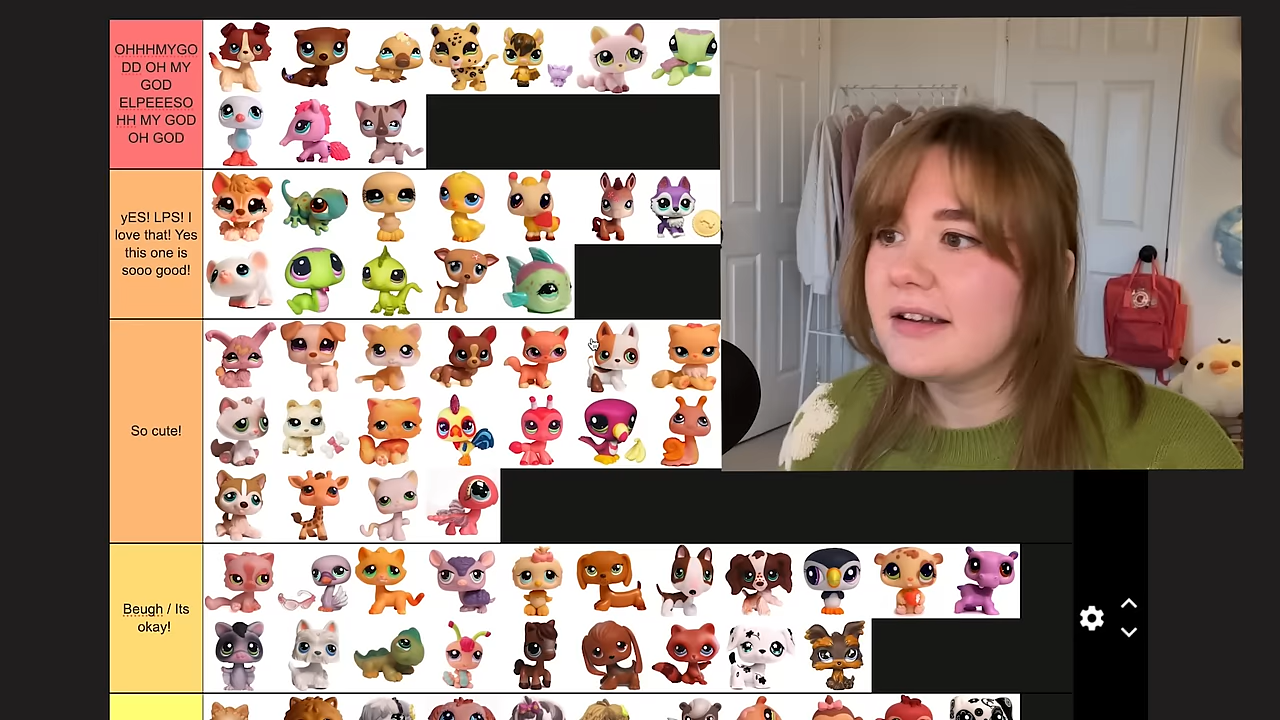 OHHHMYGO
DD OH MY
GOD
ELPEEESO
HH MY GOD
OH GOD
yES! LPS! I
love that! Yes
this one is
sooo good!
So cute!
Beugh / Its
okay!